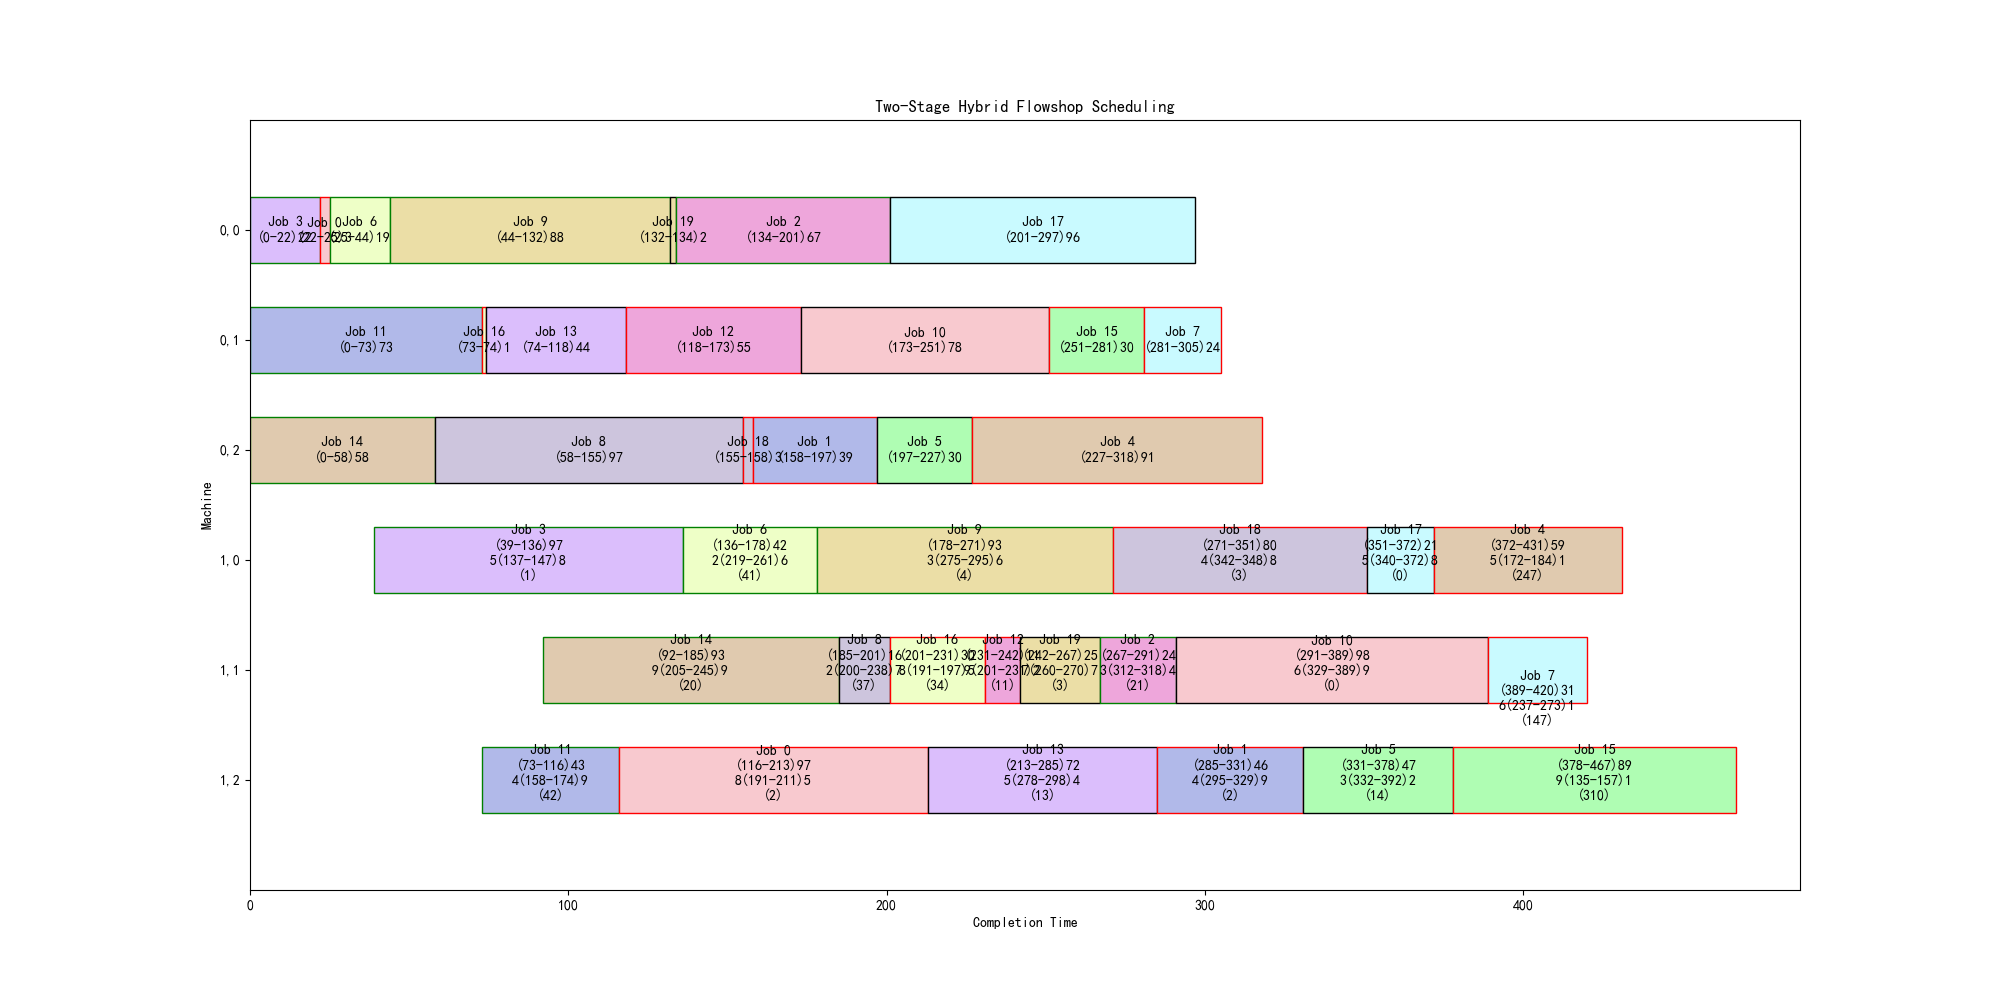 Two-Stage Hybrid Flowshop Scheduling
Machine
0,0
Job 3
(0-22)22
Job 0
(22-25)3
Job 6
(25-44)19
Job 9
(44-132)88
Job 19
(132-134)2
Job 2
(134-201)67
Job 17
(201-297)96
0,1
Job 11
(0-73)73
Job 16
(73-74)1
Job 13
(74-118)44
Job 12
(118-173)55
Job 10
(173-251)78
Job 15
(251-281)30
Job 7
(281-305)24
0,2
Job 14
(0-58)58
Job 8
(58-155)97
Job 18
(155-158)3
Job 1
(158-197)39
Job 5
(197-227)30
Job 4
(227-318)91
1,0
Job 3
(39-136)97
5(137-147)8
(1)
Job 6
(136-178)42
2(219-261)6
(41)
Job 9
(178-271)93
3(275-295)6
(4)
Job 18
(271-351)80
4(342-348)8
(3)
Job 17
(351-372)21
5(340-372)8
(0)
Job 4
(372-431)59
5(172-184)1
(247)
1,1
Job 14
(92-185)93
9(205-245)9
(20)
Job 8
(185-201)16
2(200-238)7
(37)
Job 16
(201-231)30
(34)
Job 12
(231-242)11
(11)
Job 19
(242-267)25
(3)
Job 2
(267-291)24
3(312-318)4
(21)
Job 10
(291-389)98
6(329-389)9
(0)
Job 7
(389-420)31
6(237-273)1
(147)
1,2
Job 11
(73-116)43
4(158-174)9
(42)
Job 0
(116-213)97
8(191-211)5
(2)
Job 13
(213-285)72
5(278-298)4
(13)
Job 1
(285-331)46
4(295-329)9
(2)
Job 5
(331-378)47
3(332-392)2
(14)
Job 15
(378-467)89
9(135-157)1
(310)
0
100
200
300
400
Completion Time